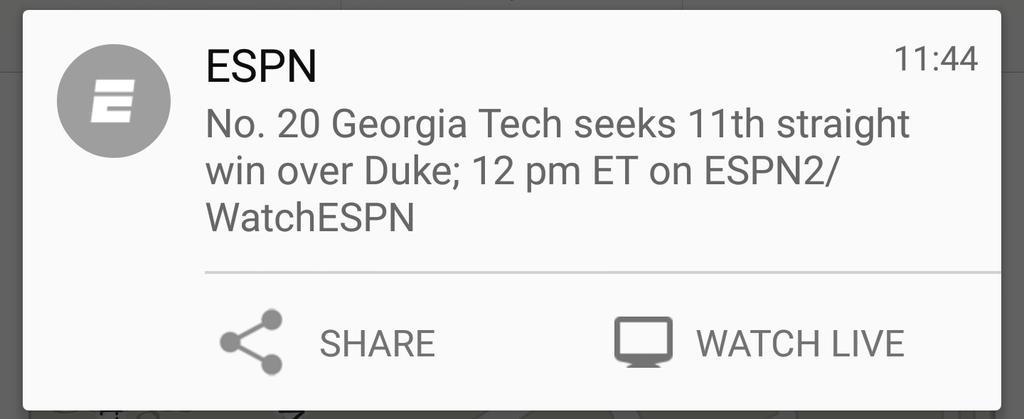 ESPN
11:44
No. 20 Georgia Tech seeks 11th straight
win over Duke; 12 pm ET on ESPN2/
WatchESPN
SHARE
WATCH LIVE